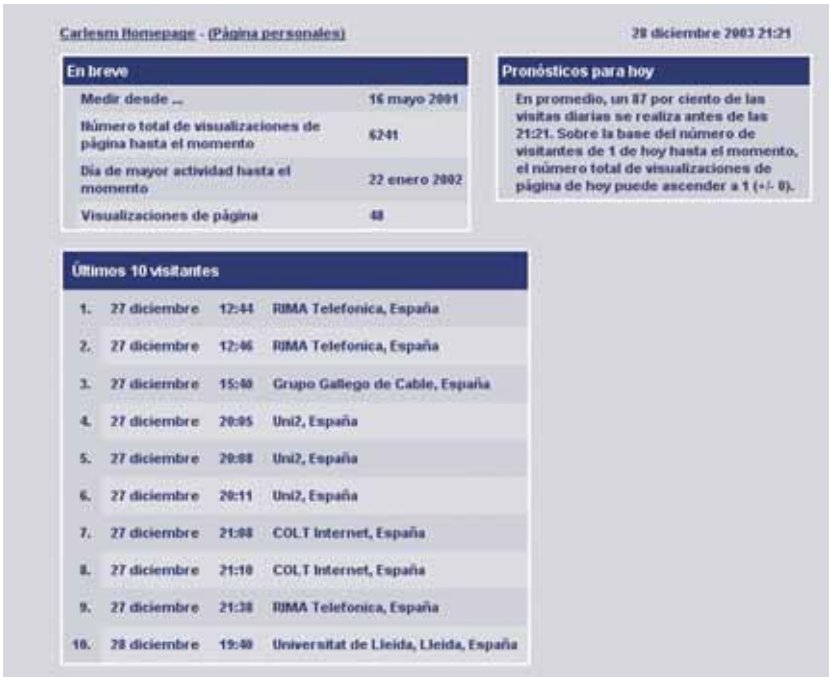 Carlesm Homepage - (Página personales)
28 diciembre 2003 21:21
En breve
Medir desde ... 16 mayo 2001
Número total de visualizaciones de
página hasta el momento 6241
Día de mayor actividad hasta el
momento 22 enero 2002
Visualizaciones de página 48
Pronósticos para hoy
En promedio, un 87 por ciento de las
visitas diarias se realiza antes de las
21:21. Sobre la base del número de
visitantes de 1 de hoy hasta el momento,
el número total de visualizaciones de
página de hoy puede ascender a 1 (+/- 0).
Últimos 10 visitantes
1. 27 diciembre 12:44 RIMA Telefonica, España
2. 27 diciembre 12:46 RIMA Telefonica, España
3. 27 diciembre 15:40 Grupo Gallego de Cable, España
4. 27 diciembre 20:05 Uni2, España
5. 27 diciembre 20:08 Uni2, España
6. 27 diciembre 20:11 Uni2, España
7. 27 diciembre 21:08 COLT Internet, España
8. 27 diciembre 21:10 COLT Internet, España
9. 27 diciembre 21:38 RIMA Telefonica, España
10. 28 diciembre 19:40 Universitat de Lleida, Lleida, España